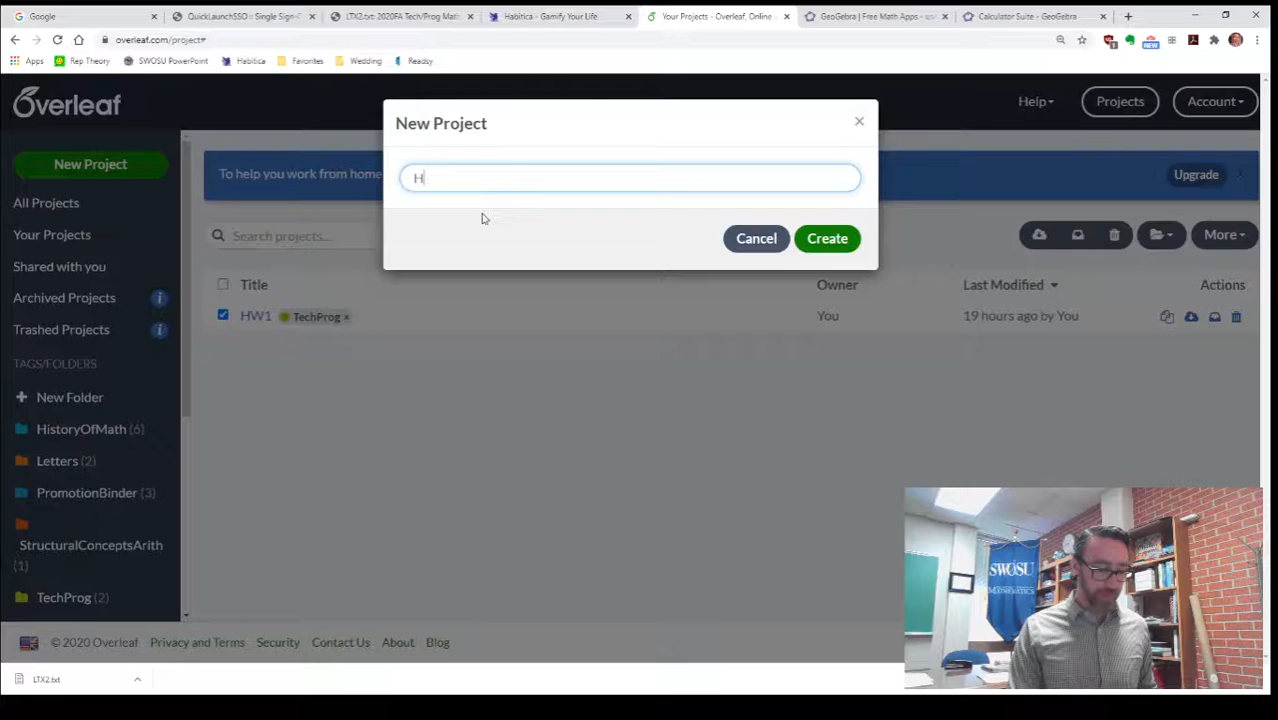 Google
QuickLaunchSSO :: Single Sign-
LTX2.txt: 2020FA Tech/Prog Mat
Habitica - Gamify Your Life
Your Projects - Overleaf, Online
GeoGebra | Free Math Apps - use
Calculator Suite - GeoGebra
overleaf.com/project#
NEW
Apps
Rep Theory
SWOSU PowerPoint
Habitica
Favorites
Wedding
Readsy
Overleaf
Help
Projects
Account
New Project
New Project
H
To help you work from home
Upgrade
All Projects
Your Projects
Shared with you
Archived Projects
Trashed Projects
TAGS/FOLDERS
New Folder
HistoryOfMath (6)
Letters (2)
PromotionBinder (3)
StructuralConceptsArith
(1)
TechProg (2)
Search projects...
Cancel
Create
More
Title
Owner
Last Modified
Actions
HW1
TechProg ×
You
19 hours ago by You
SWOSU
MATHEMATICS
© 2020 Overleaf
Privacy and Terms
Security
Contact Us
About
Blog
LTX2.txt